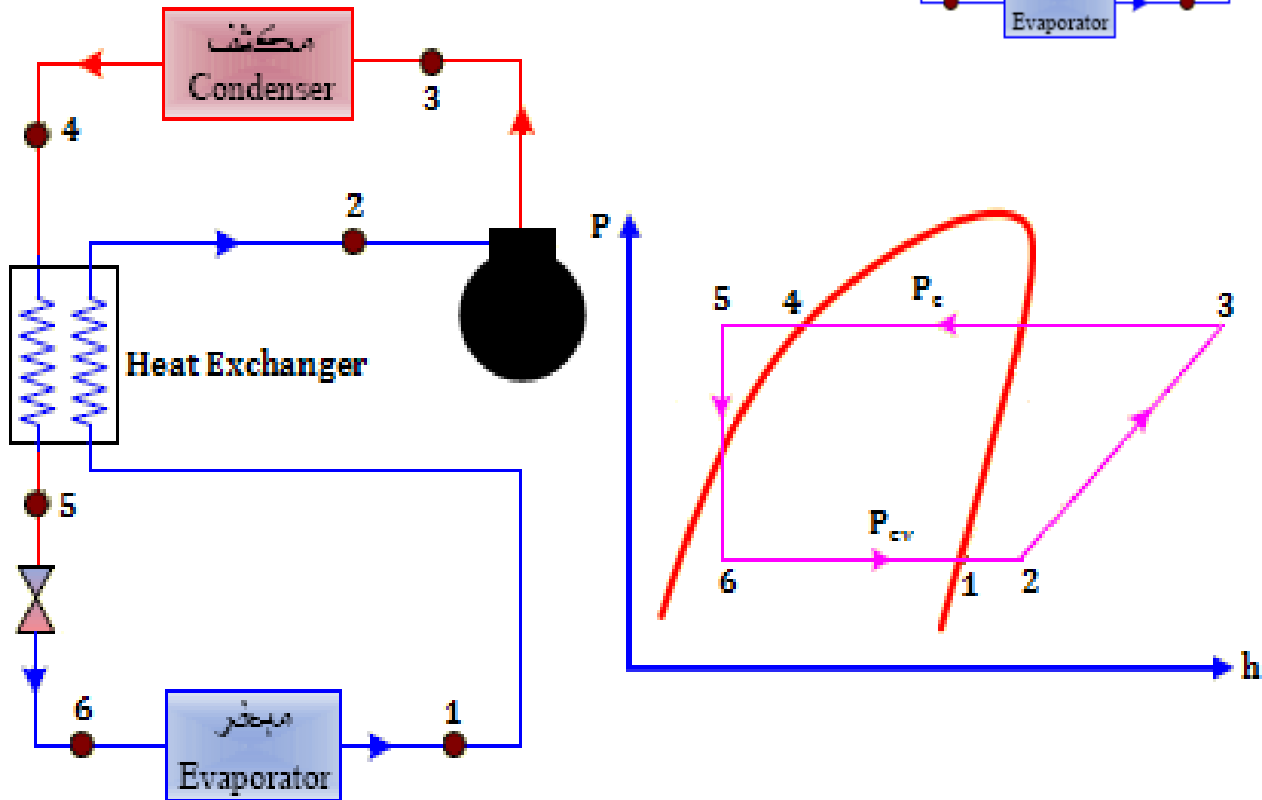 Evaporator
مكثف
Condenser
3
4
2
Heat Exchanger
5
6
مبخر
Evaporator
1
P
5
4
Pc
3
Pev
6
1
2
h